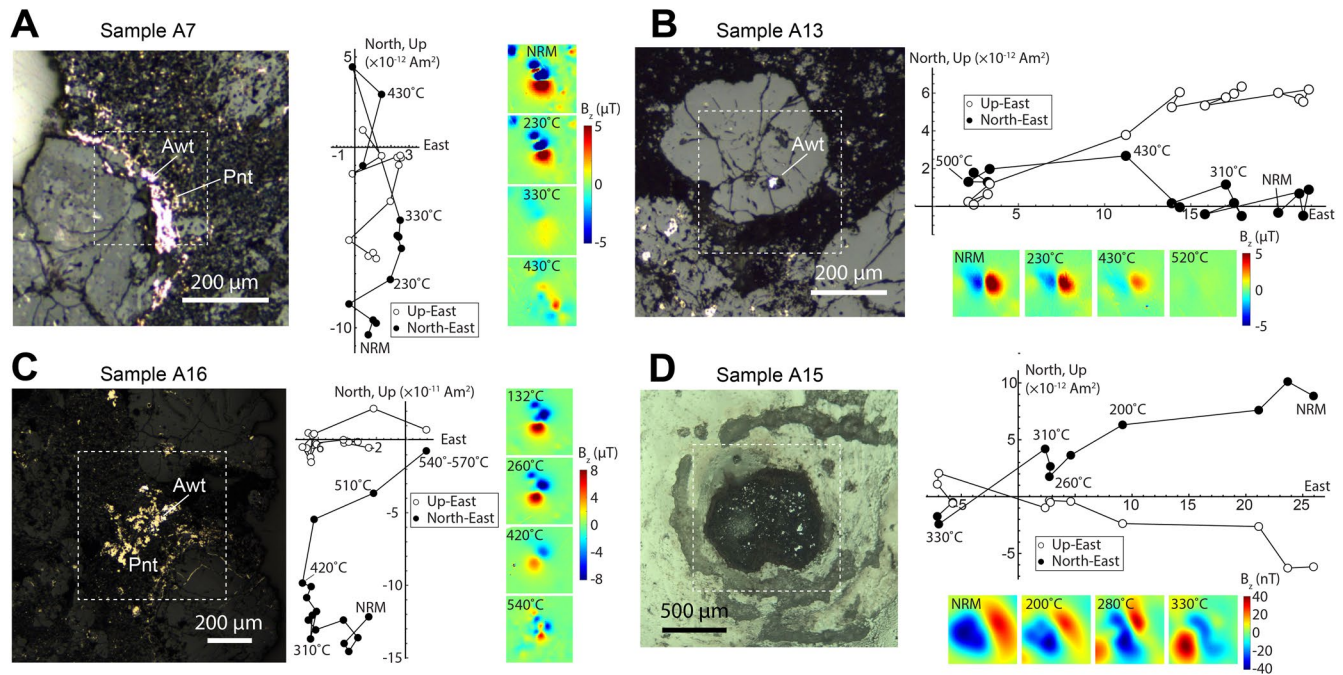 A
Sample A7
Awt
Pnt
200 μm
5
North, Up
(×10-12 Am2)
430˚C
East
-1
3
330˚C
230˚C
Up-East
North-East
-10
NRM
NRM
230˚C
330˚C
430˚C
Bz (μT)
5
0
-5
B
Sample A13
Awt
200 μm
North, Up (×10-12 Am2)
6
Up-East
North-East
4
430˚C
500˚C
2
310˚C
NRM
5
15
East
NRM
230˚C
430˚C
520˚C
Bz (μT)
5
0
-5
C
Sample A16
Awt
Pnt
200 μm
North, Up (×10-11 Am2)
East
-6
-2
540˚-570˚C
510˚C
Up-East
North-East
-5
420˚C
-10
NRM
310˚C
-15
132˚C
260˚C
420˚C
540˚C
Bz (μT)
8
4
0
-4
-8
D
Sample A15
500 μm
North, Up
(×10-12 Am2)
10
NRM
200˚C
310˚C
5
260˚C
East
-5
5
10
15
20
25
330˚C
Up-East
North-East
-5
NRM
200˚C
280˚C
330˚C
Bz (nT)
40
20
0
-20
-40